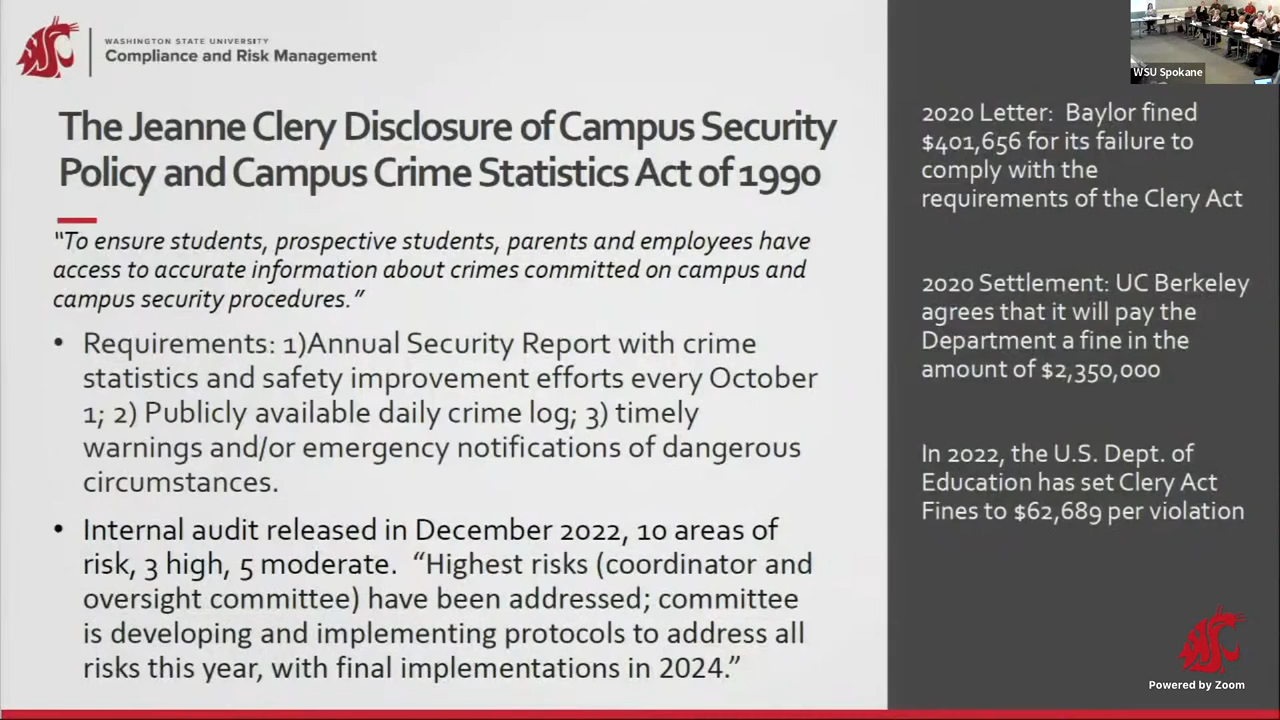 WASHINGTON STATE UNIVERSITY
Compliance and Risk Management
The Jeanne Clery Disclosure of Campus Security
Policy and Campus Crime Statistics Act of 1990
"To ensure students, prospective students, parents and employees have
access to accurate information about crimes committed on campus and
campus security procedures."
• Requirements: 1)Annual Security Report with crime
statistics and safety improvement efforts every October
1; 2) Publicly available daily crime log; 3) timely
warnings and/or emergency notifications of dangerous
circumstances.
• Internal audit released in December 2022, 10 areas of
risk, 3 high, 5 moderate. “Highest risks (coordinator and
oversight committee) have been addressed; committee
is developing and implementing protocols to address all
risks this year, with final implementations in 2024.”
WSU Spokane
2020 Letter: Baylor fined
$401,656 for its failure to
comply with the
requirements of the Clery Act
2020 Settlement: UC Berkeley
agrees that it will pay the
Department a fine in the
amount of $2,350,000
In 2022, the U.S. Dept. of
Education has set Clery Act
Fines to $62,689 per violation
Powered by Zoom